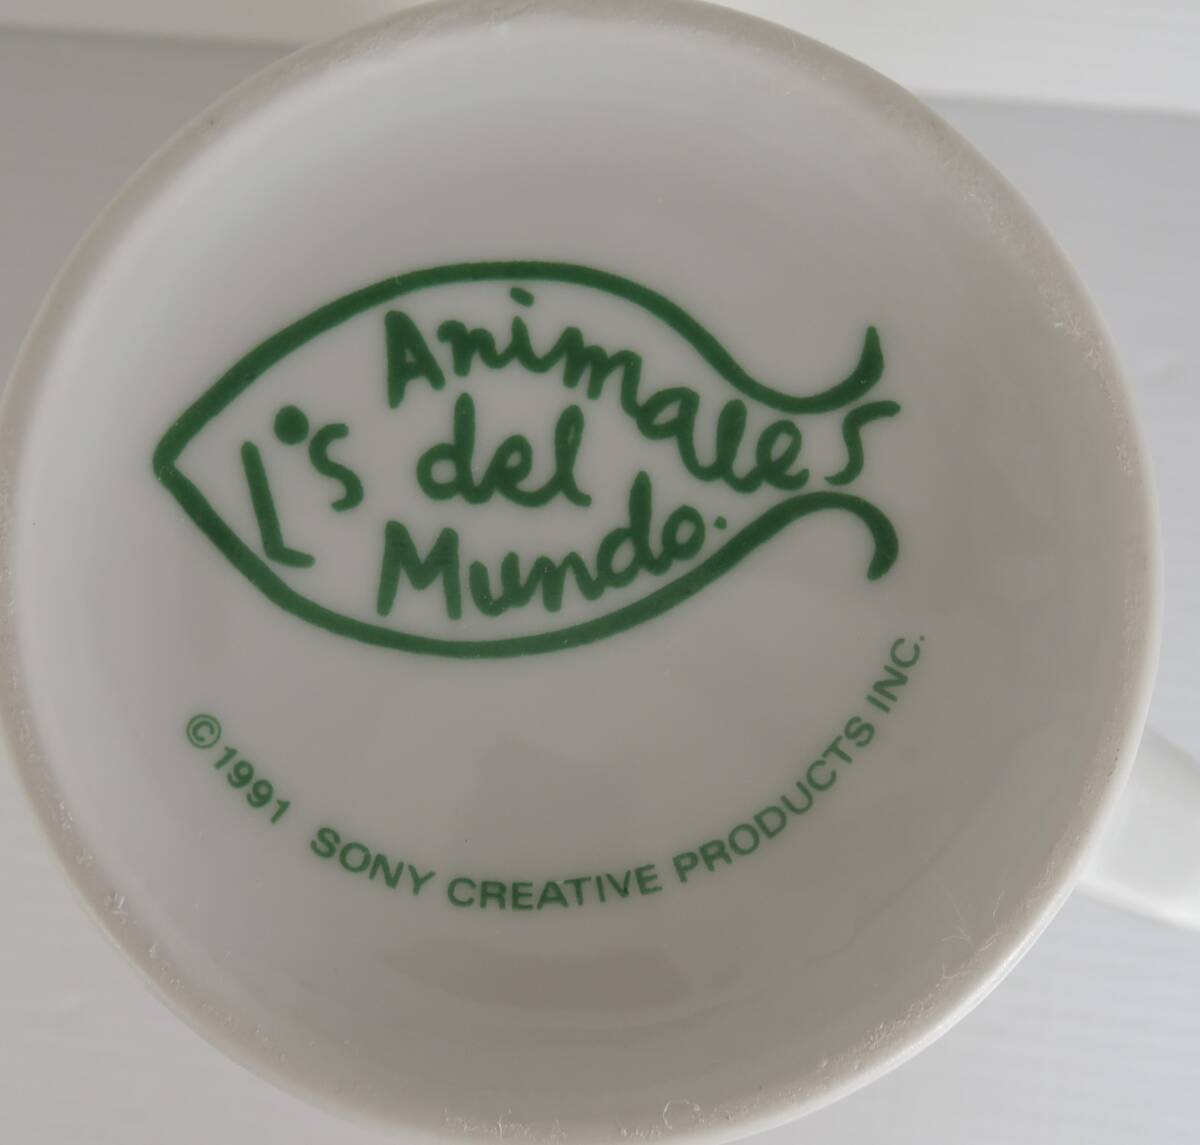 L's Animales
del
Mundo.
©1991 SONY CREATIVE PRODUCTS INC.